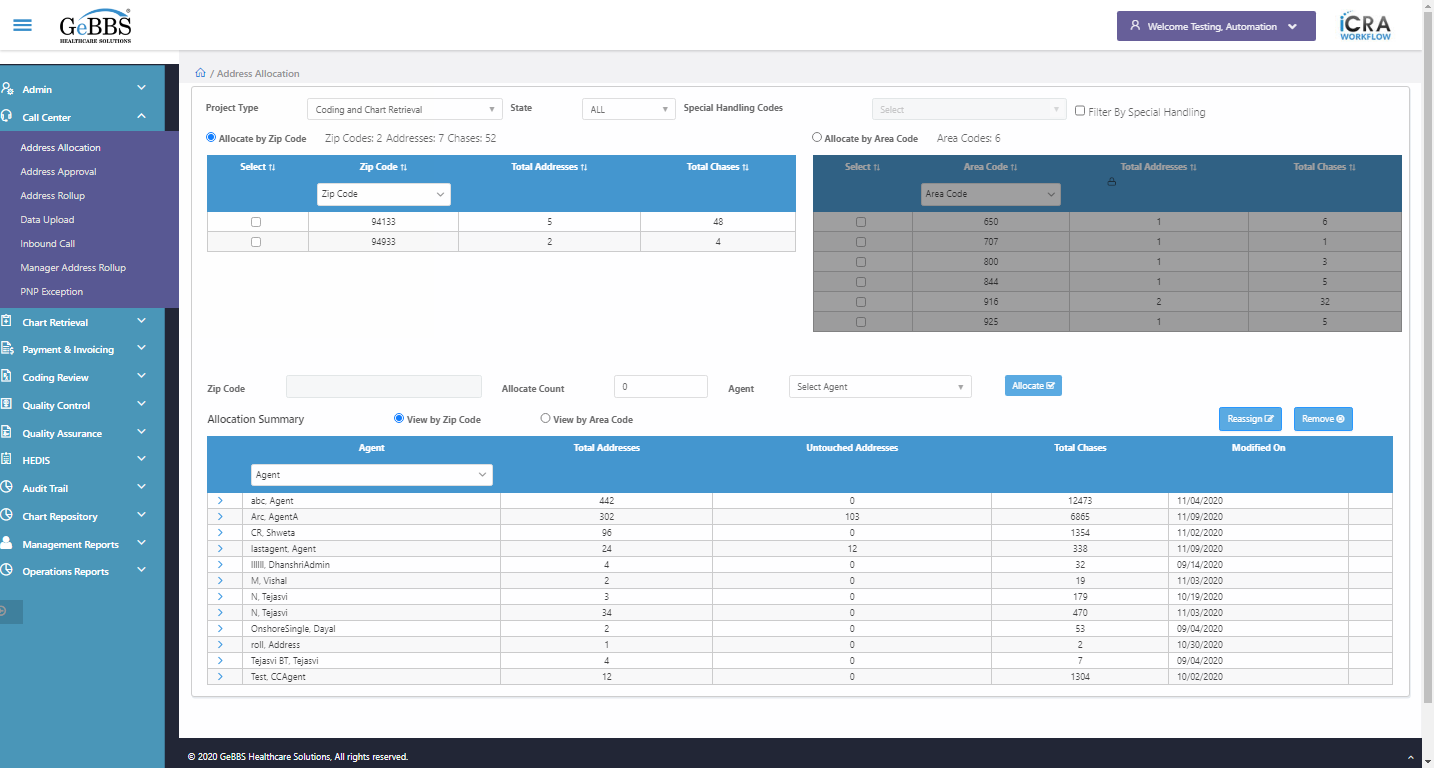 GeBBS
HEALTHCARE SOLUTIONS
Welcome Testing, Automation
iCRA
WORKFLOW
/ Address Allocation
Admin
Call Center
Address Allocation
Address Approval
Address Rollup
Data Upload
Inbound Call
Manager Address Rollup
PNP Exception
Chart Retrieval
Payment & Invoicing
Coding Review
Quality Control
Quality Assurance
HEDIS
Audit Trail
Chart Repository
Management Reports
Operations Reports
Project Type Coding and Chart Retrieval State ALL Special Handling Codes Select Filter By Special Handling
Allocate by Zip Code Zip Codes: 2 Addresses: 7 Chases: 52
Select Zip Code Total Addresses Total Chases
Zip Code
94133 5 48
94933 2 4
Allocate by Area Code Area Codes: 6
Select Area Code Total Addresses Total Chases
Area Code
650 1 6
707 1 1
800 1 3
844 1 5
916 2 32
925 1 5
Zip Code Allocate Count 0 Agent Select Agent Allocate
Allocation Summary View by Zip Code View by Area Code Reassign Remove
Agent Total Addresses Untouched Addresses Total Chases Modified On
Agent
abc, Agent 442 0 12473 11/04/2020
Arc, AgentA 302 103 6865 11/09/2020
CR, Shweta 96 0 1354 11/02/2020
lastagent, Agent 24 12 338 11/09/2020
DhanshriAdmin 4 0 32 09/14/2020
M, Vishal 2 0 19 11/03/2020
N, Tejasvi 3 0 179 10/19/2020
N, Tejasvi 34 0 470 11/03/2020
OnshoreSingle, Dayal 2 0 53 09/04/2020
roll, Address 1 0 2 10/30/2020
Tejasvi BT, Tejasvi 4 0 7 09/04/2020
Test, CCAgent 12 0 1304 10/02/2020
© 2020 GeBBS Healthcare Solutions, All rights reserved.